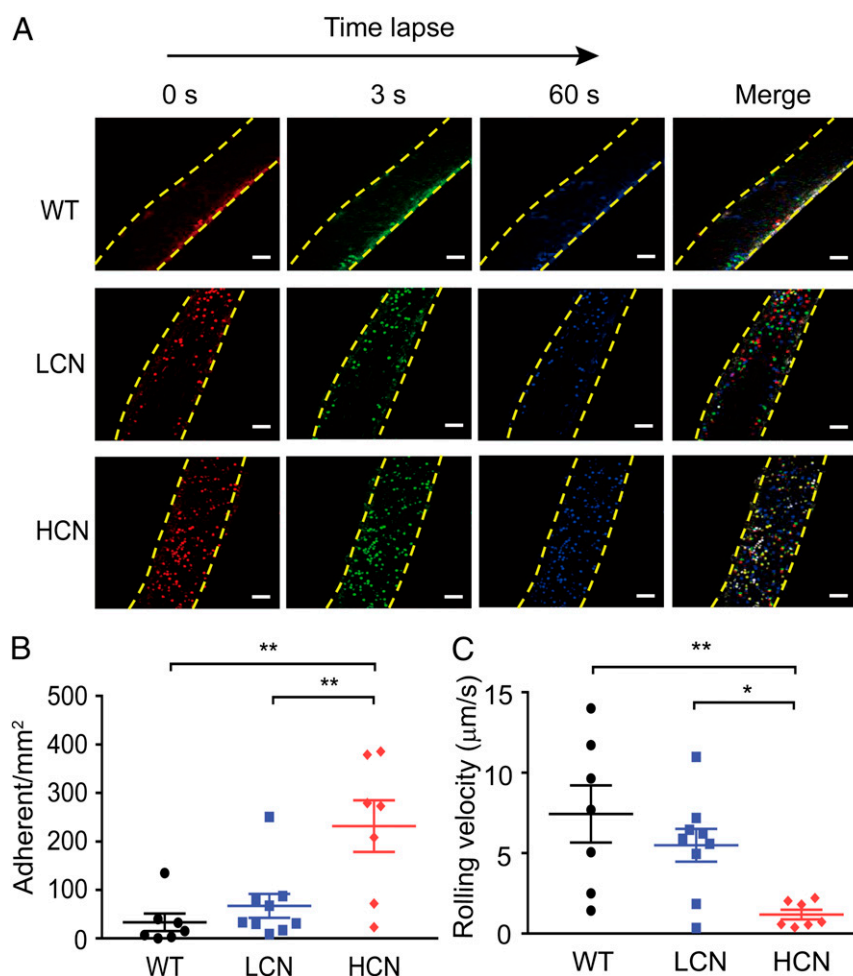 A
Time lapse
0 s 3 s 60 s Merge
WT
LCN
HCN
B
**
**
Adherent/mm²
500
400
300
200
100
0
WT LCN HCN
C
**
*
Rolling velocity (μm/s)
15
10
5
0
WT LCN HCN